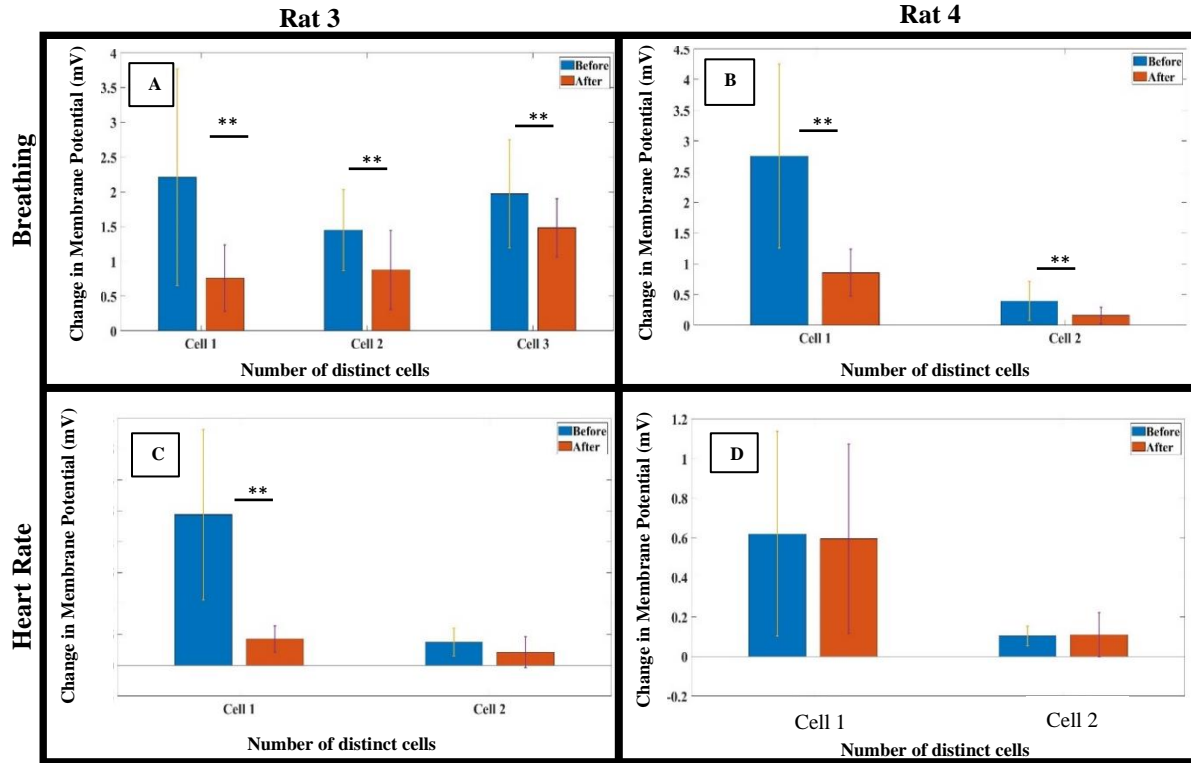 Rat 3
Rat 4
Breathing
Heart Rate
Change in Membrane Potential (mV)
4
3.5
3
2.5
2
1.5
1
0.5
0
A
Before
After
**
**
**
Cell 1
Cell 2
Cell 3
Number of distinct cells
Change in Membrane Potential (mV)
4.5
4
3.5
3
2.5
2
1.5
1
0.5
0
B
Before
After
**
**
Cell 1
Cell 2
Number of distinct cells
Change in Membrane Potential (mV)
C
Before
After
**
Cell 1
Cell 2
Number of distinct cells
Change in Membrane Potential (mV)
1.2
1
0.8
0.6
0.4
0.2
0
-0.2
D
Before
After
Cell 1
Cell 2
Number of distinct cells